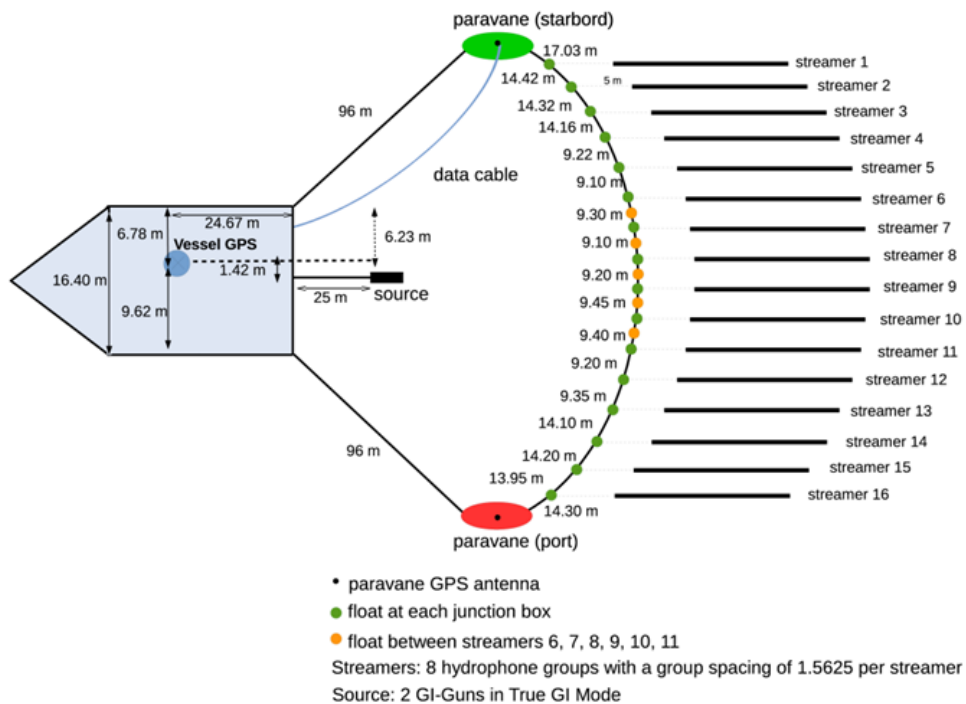 paravane (starbord)
17.03 m
streamer 1
14.42 m
5 m
streamer 2
96 m
14.32 m
streamer 3
14.16 m
streamer 4
9.22 m
streamer 5
data cable
9.10 m
streamer 6
24.67 m
9.30 m
streamer 7
6.78 m
6.23 m
Vessel GPS
9.10 m
streamer 8
1.42 m
16.40 m
9.20 m
streamer 9
25 m
source
9.62 m
9.45 m
streamer 10
9.40 m
streamer 11
9.20 m
streamer 12
9.35 m
streamer 13
14.10 m
streamer 14
96 m
14.20 m
streamer 15
13.95 m
streamer 16
14.30 m
paravane (port)
paravane GPS antenna
float at each junction box
float between streamers 6, 7, 8, 9, 10, 11
Streamers: 8 hydrophone groups with a group spacing of 1.5625 per streamer
Source: 2 GI-Guns in True GI Mode